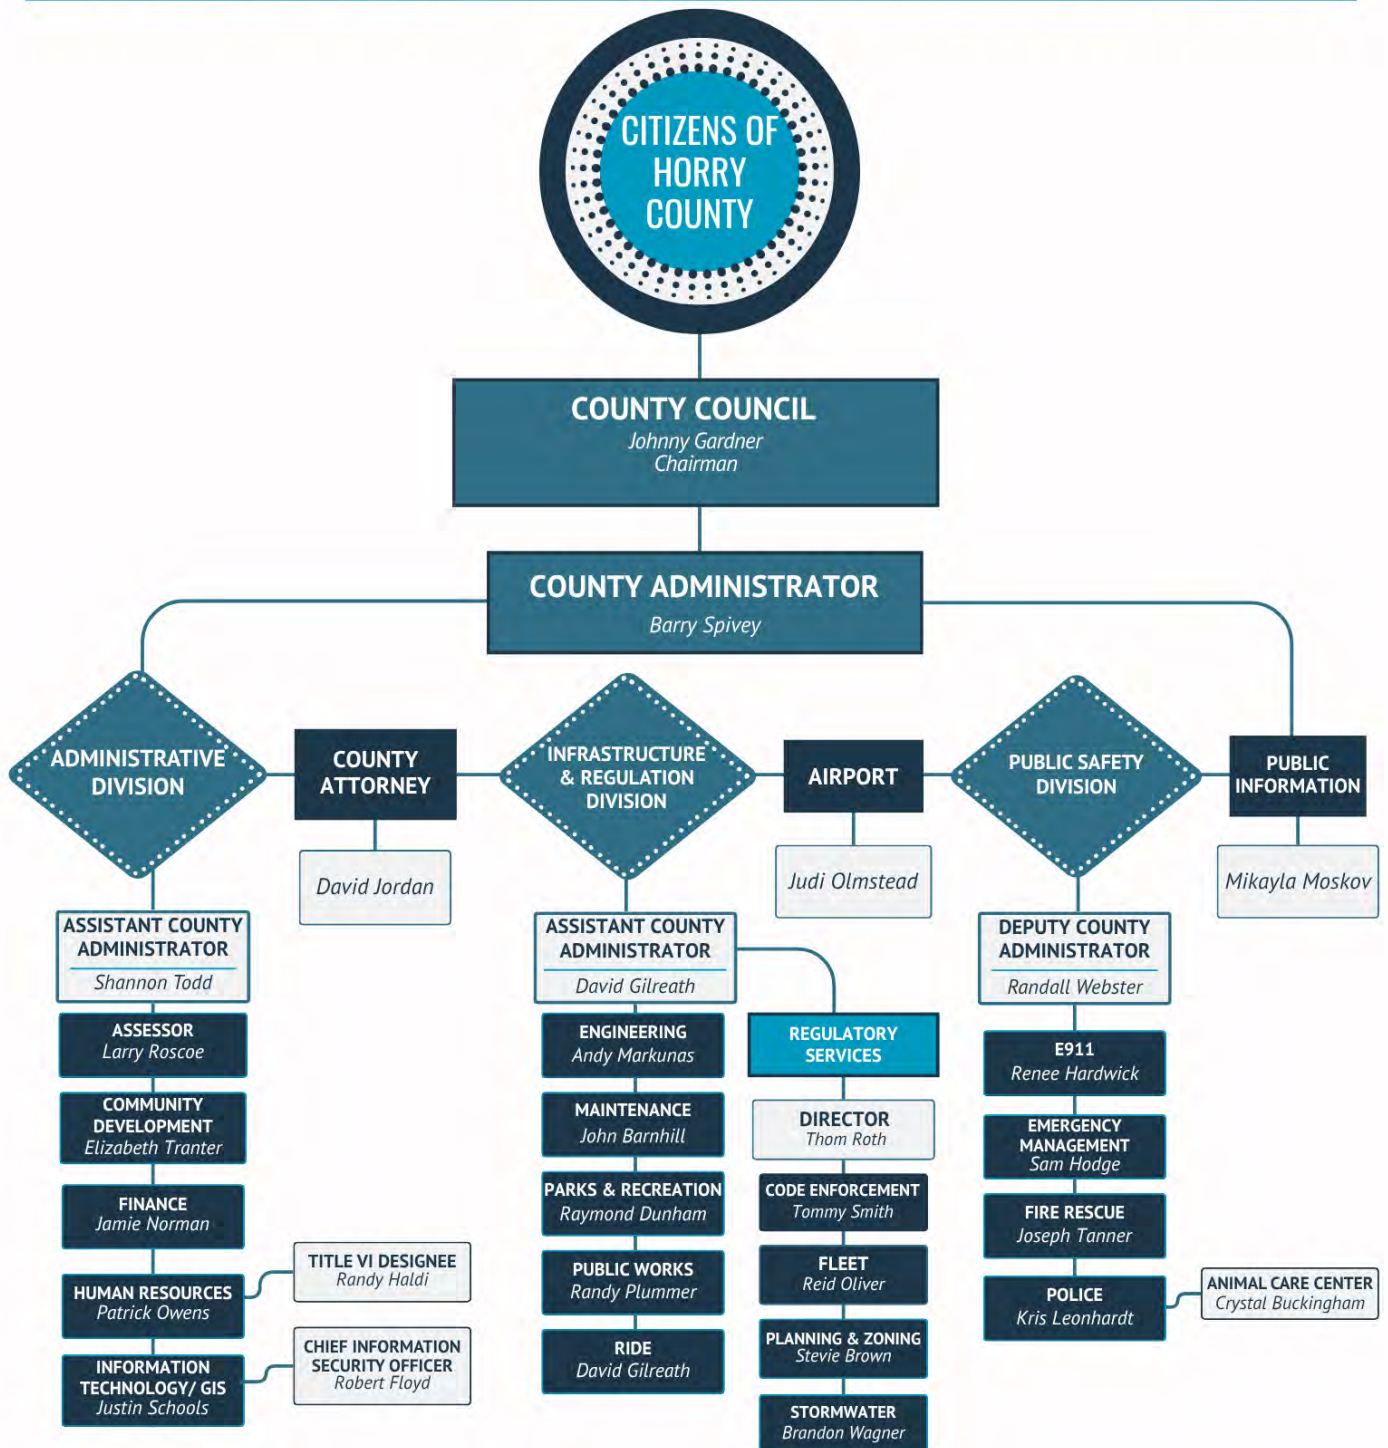 CITIZENS OF
HORRY
COUNTY
COUNTY COUNCIL
Johnny Gardner
Chairman
COUNTY ADMINISTRATOR
Barry Spivey
ADMINISTRATIVE
DIVISION
COUNTY
ATTORNEY
David Jordan
INFRASTRUCTURE
& REGULATION
DIVISION
AIRPORT
Judi Olmstead
PUBLIC SAFETY
DIVISION
PUBLIC
INFORMATION
Mikayla Moskov
ASSISTANT COUNTY
ADMINISTRATOR
Shannon Todd
ASSESSOR
Larry Roscoe
COMMUNITY
DEVELOPMENT
Elizabeth Tranter
FINANCE
Jamie Norman
HUMAN RESOURCES
Patrick Owens
TITLE VI DESIGNEE
Randy Haldi
INFORMATION
TECHNOLOGY/ GIS
Justin Schools
CHIEF INFORMATION
SECURITY OFFICER
Robert Floyd
ASSISTANT COUNTY
ADMINISTRATOR
David Gilreath
ENGINEERING
Andy Markunas
MAINTENANCE
John Barnhill
PARKS & RECREATION
Raymond Dunham
PUBLIC WORKS
Randy Plummer
RIDE
David Gilreath
REGULATORY
SERVICES
DIRECTOR
Thom Roth
CODE ENFORCEMENT
Tommy Smith
FLEET
Reid Oliver
PLANNING & ZONING
Stevie Brown
STORMWATER
Brandon Wagner
DEPUTY COUNTY
ADMINISTRATOR
Randall Webster
E911
Renee Hardwick
EMERGENCY
MANAGEMENT
Sam Hodge
FIRE RESCUE
Joseph Tanner
POLICE
Kris Leonhardt
ANIMAL CARE CENTER
Crystal Buckingham